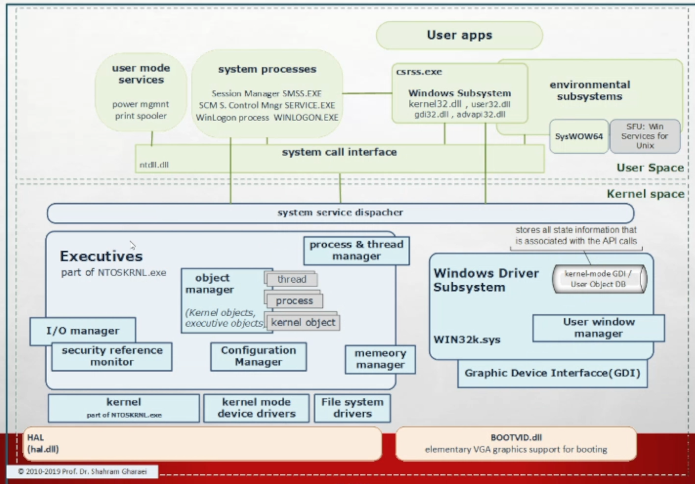 User apps
user mode
services
power mgmnt
print spooler
system processes
Session Manager SMSS.EXE
SCM S. Control Mngr SERVICE.EXE
WinLogon process WINLOGON.EXE
csrss.exe
Windows Subsystem
kernel32.dll , user32.dll
gdi32.dll , advapi32.dll
environmental
subsystems
SysWOW64
SFU: Win
Services for
Unix
system call interface
ntdll.dll
User Space
Kernel space
system service dispacher
stores all state information that
is associated with the API calls
Executives
part of NTOSKRNL.exe
process & thread
manager
object
manager
(Kernel objects,
executive objects)
thread
process
kernel object
I/O manager
security reference
monitor
Configuration
Manager
memeory
manager
Windows Driver
Subsystem
kernel-mode GDI /
User Object DB
WIN32k.sys
User window
manager
Graphic Device Interfacce(GDI)
kernel
part of NTOSKRNL.exe
kernel mode
device drivers
File system
drivers
HAL
(hal.dll)
BOOTVID.dll
elementary VGA graphics support for booting
© 2010-2019 Prof. Dr. Shahram Gharaei